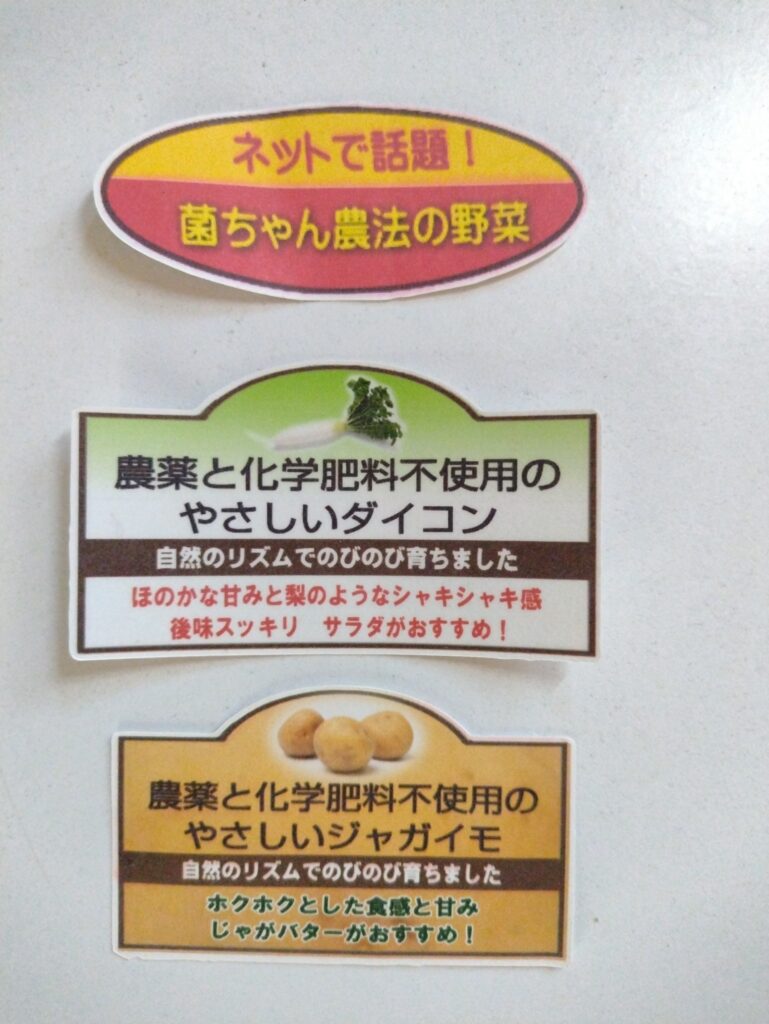 ネットで話題！
菌ちゃん農法の野菜
農薬と化学肥料不使用の
やさしいダイコン
自然のリズムでのびのび育ちました
ほのかな甘みと梨のようなシャキシャキ感
後味スッキリ　サラダがおすすめ！
農薬と化学肥料不使用の
やさしいジャガイモ
自然のリズムでのびのび育ちました
ホクホクとした食感と甘み
じゃがバターがおすすめ！